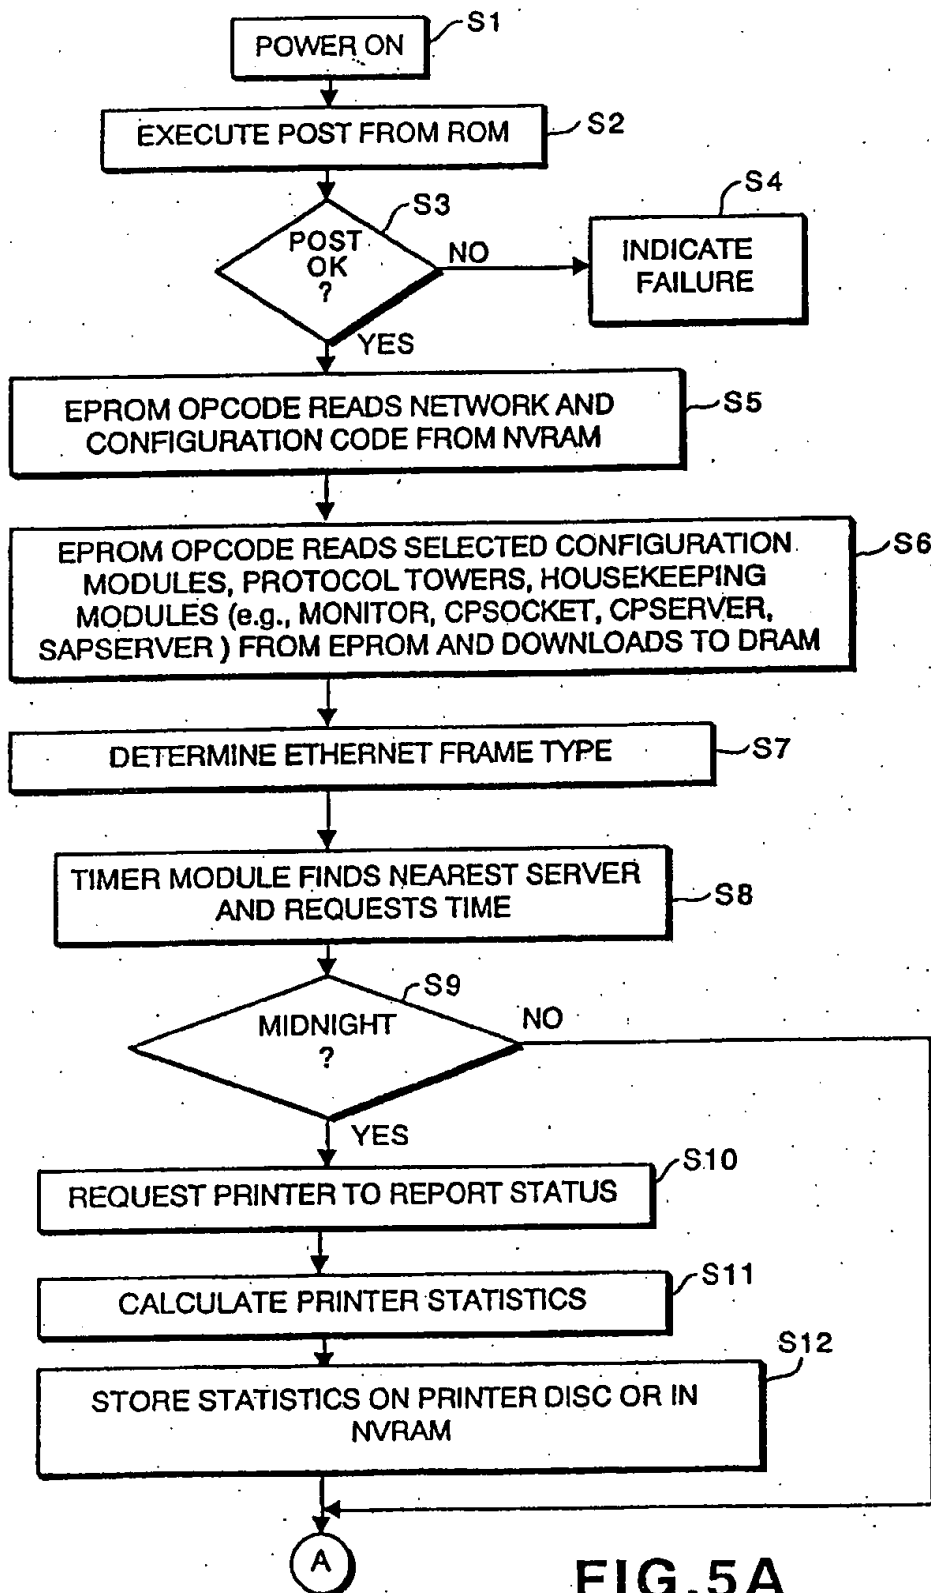 POWER ON
S1
EXECUTE POST FROM ROM
S2
POST
OK
?
S3
NO
INDICATE
FAILURE
S4
YES
EPROM OPCODE READS NETWORK AND
CONFIGURATION CODE FROM NVRAM
S5
EPROM OPCODE READS SELECTED CONFIGURATION
MODULES, PROTOCOL TOWERS, HOUSEKEEPING
MODULES (e.g., MONITOR, CPSOCKET, CPSERVER,
SAPSERVER ) FROM EPROM AND DOWNLOADS TO DRAM
S6
DETERMINE ETHERNET FRAME TYPE
S7
TIMER MODULE FINDS NEAREST SERVER
AND REQUESTS TIME
S8
MIDNIGHT
?
S9
NO
YES
REQUEST PRINTER TO REPORT STATUS
S10
CALCULATE PRINTER STATISTICS
S11
STORE STATISTICS ON PRINTER DISC OR IN
NVRAM
S12
A
FIG.5A